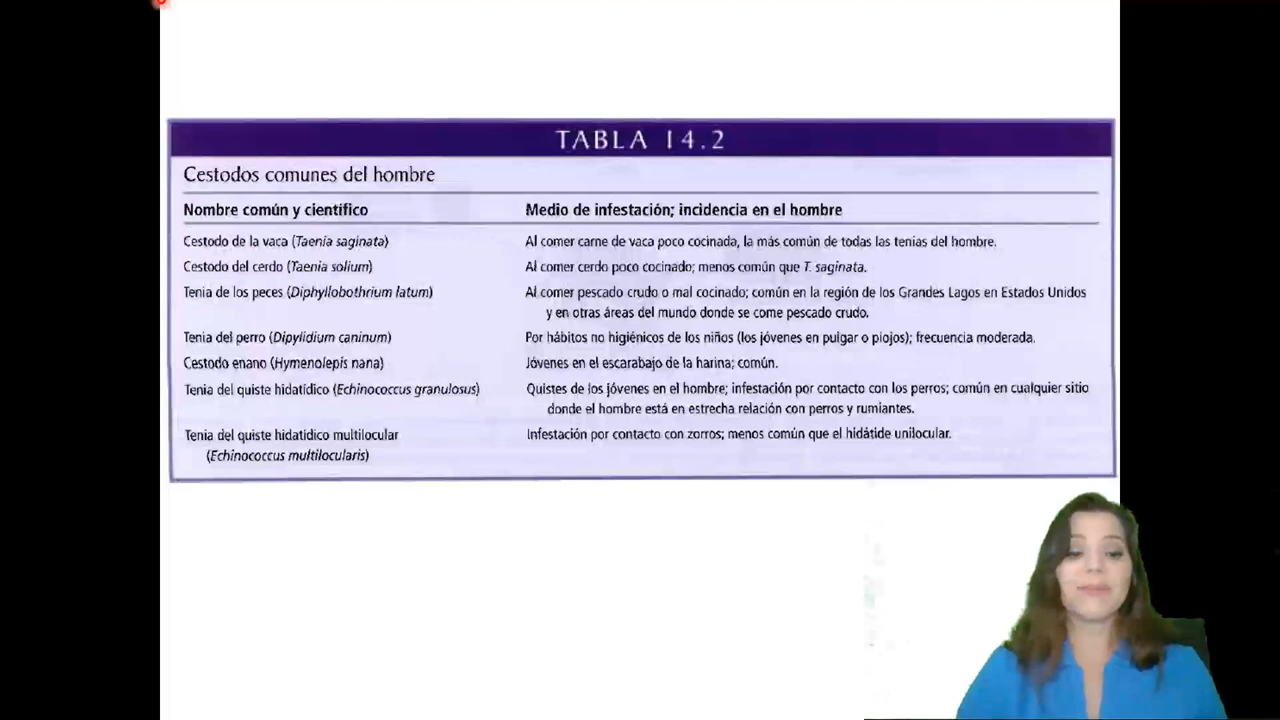 TABLA 14.2
Cestodos comunes del hombre
Nombre común y científico Medio de infestación; incidencia en el hombre
Cestodo de la vaca (Taenia saginata) Al comer carne de vaca poco cocinada, la más común de todas las tenias del hombre.
Cestodo del cerdo (Taenia solium) Al comer cerdo poco cocinado; menos común que T. saginata.
Tenia de los peces (Diphyllobothrium latum) Al comer pescado crudo o mal cocinado; común en la región de los Grandes Lagos en Estados Unidos
y en otras áreas del mundo donde se come pescado crudo.
Tenia del perro (Dipylidium caninum) Por hábitos no higiénicos de los niños (los jóvenes en pulgar o piojos); frecuencia moderada.
Cestodo enano (Hymenolepis nana) Jóvenes en el escarabajo de la harina; común.
Tenia del quiste hidatídico (Echinococcus granulosus) Quistes de los jóvenes en el hombre; infestación por contacto con los perros; común en cualquier sitio
donde el hombre está en estrecha relación con perros y rumiantes.
Tenia del quiste hidatídico multilocular Infestación por contacto con zorros; menos común que el hidátide unilocular.
(Echinococcus multilocularis)